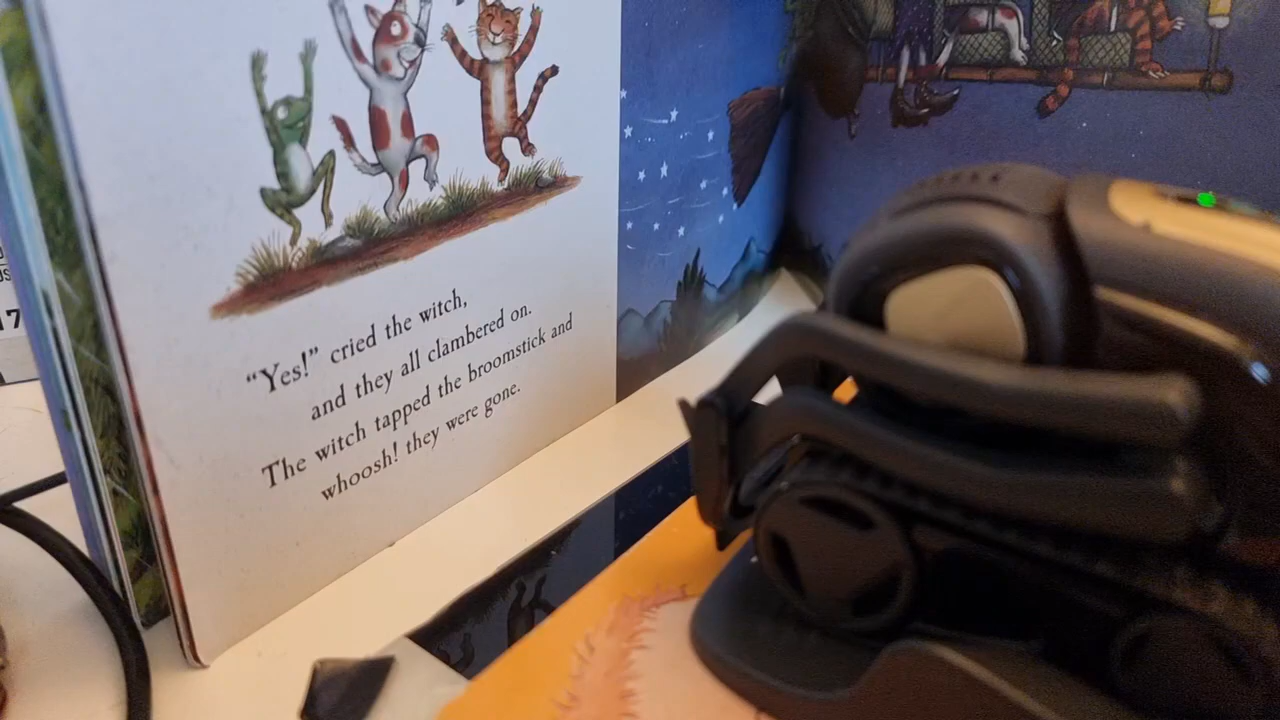 “Yes!” cried the witch,
and they all clambered on.
The witch tapped the broomstick and
whoosh! they were gone.
17